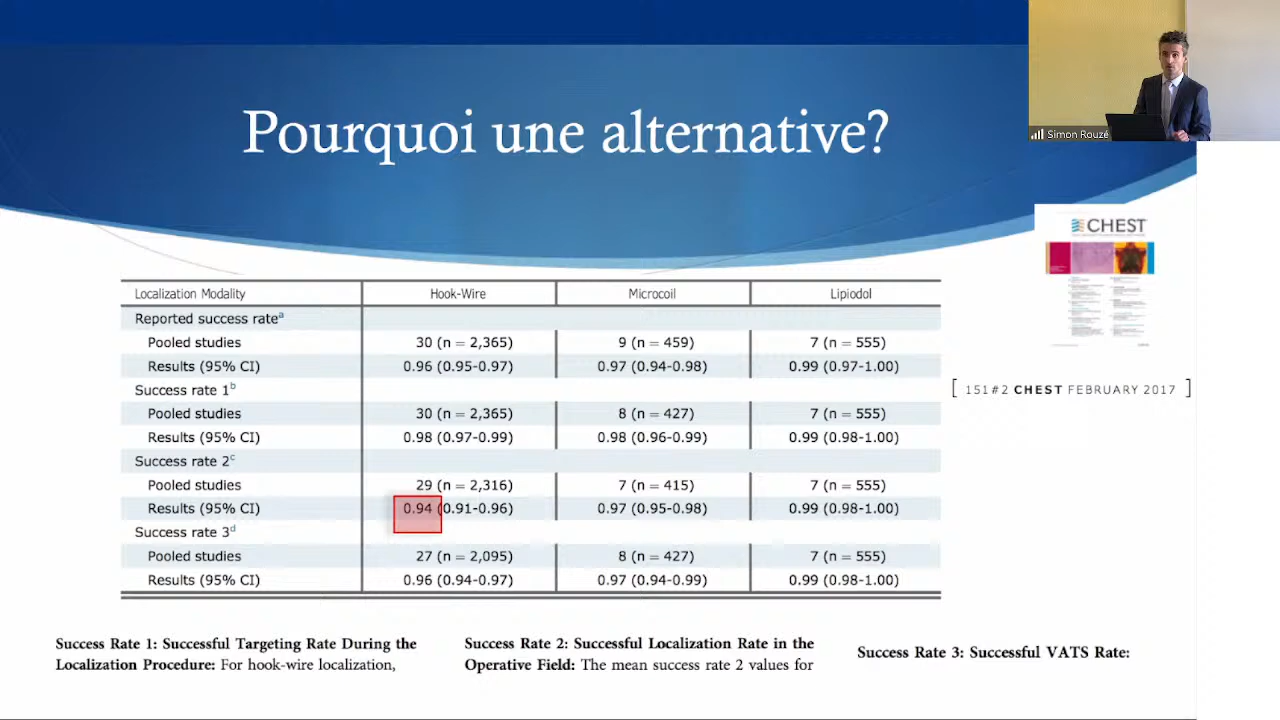 Pourquoi une alternative?
Simon Rouzé
CHEST
Localization Modality Hook-Wire Microcoil Lipiodol
Reported success rateᵃ
Pooled studies 30 (n = 2,365) 9 (n = 459) 7 (n = 555)
Results (95% CI) 0.96 (0.95-0.97) 0.97 (0.94-0.98) 0.99 (0.97-1.00)
Success rate 1ᵇ
Pooled studies 30 (n = 2,365) 8 (n = 427) 7 (n = 555)
Results (95% CI) 0.98 (0.97-0.99) 0.98 (0.96-0.99) 0.99 (0.98-1.00)
Success rate 2ᶜ
Pooled studies 29 (n = 2,316) 7 (n = 415) 7 (n = 555)
Results (95% CI) 0.94 (0.91-0.96) 0.97 (0.95-0.98) 0.99 (0.98-1.00)
Success rate 3ᵈ
Pooled studies 27 (n = 2,095) 8 (n = 427) 7 (n = 555)
Results (95% CI) 0.96 (0.94-0.97) 0.97 (0.94-0.99) 0.99 (0.98-1.00)
[ 151#2 CHEST FEBRUARY 2017 ]
Success Rate 1: Successful Targeting Rate During the
Localization Procedure: For hook-wire localization,
Success Rate 2: Successful Localization Rate in the
Operative Field: The mean success rate 2 values for
Success Rate 3: Successful VATS Rate: